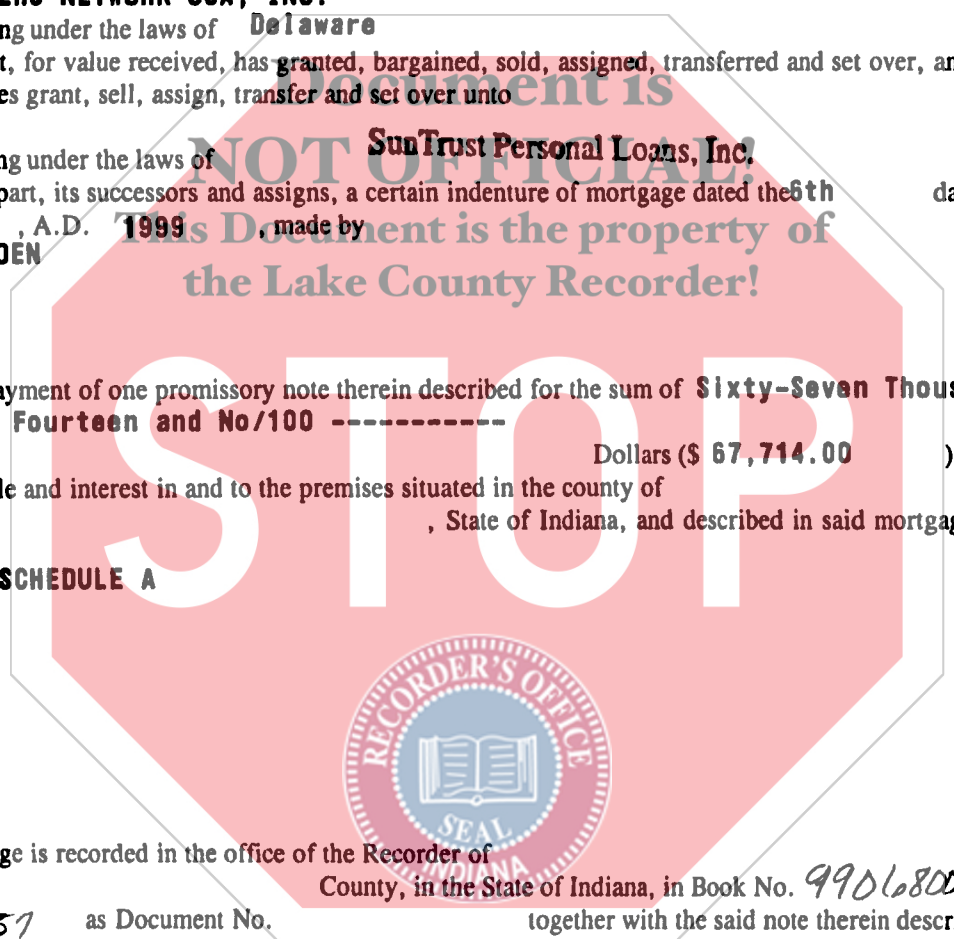 ERS NETWORK USA, INC.
ng under the laws of Delaware
t, for value received, has granted, bargained, sold, assigned, transferred and set over, an
es grant, sell, assign, transfer and set over unto
Document is
NOT OFFICIAL!
This Document is the property of
the Lake County Recorder!
ng under the laws of SunTrust Personal Loans, Inc.
part, its successors and assigns, a certain indenture of mortgage dated the 6th da
, A.D. 1999 , made by
DEN
STOP
ayment of one promissory note therein described for the sum of Sixty-Seven Thous
Fourteen and No/100 -----------
Dollars ($ 67,714.00 )
le and interest in and to the premises situated in the county of
, State of Indiana, and described in said mortgag
SCHEDULE A
RECORDER'S OFFICE
SEAL
INDIANA
ge is recorded in the office of the Recorder of
County, in the State of Indiana, in Book No. 9906800
57 as Document No. together with the said note therein descr